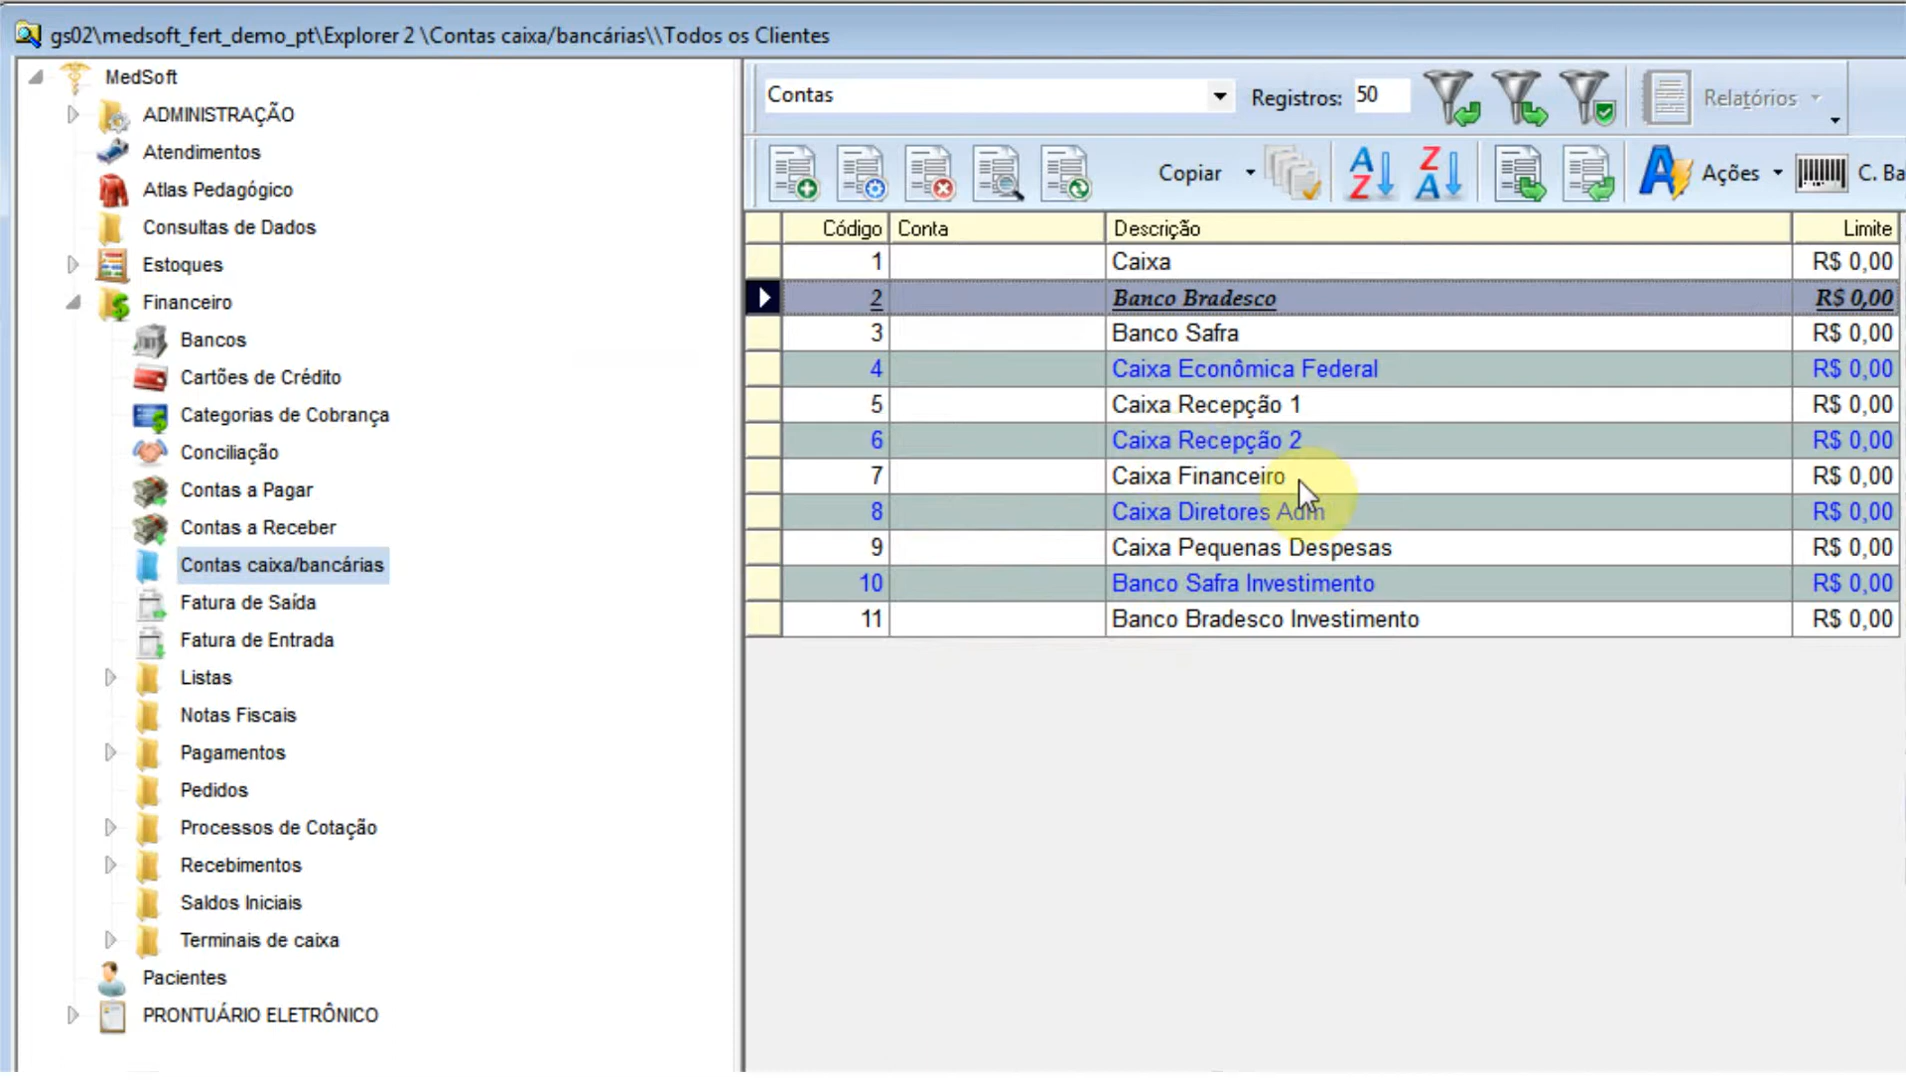 gs02\medsoft_fert_demo_pt\Explorer 2 \Contas caixa/bancárias\\Todos os Clientes
MedSoft
ADMINISTRAÇÃO
Atendimentos
Atlas Pedagógico
Consultas de Dados
Estoques
Financeiro
Bancos
Cartões de Crédito
Categorias de Cobrança
Conciliação
Contas a Pagar
Contas a Receber
Contas caixa/bancárias
Fatura de Saída
Fatura de Entrada
Listas
Notas Fiscais
Pagamentos
Pedidos
Processos de Cotação
Recebimentos
Saldos Iniciais
Terminais de caixa
Pacientes
PRONTUÁRIO ELETRÔNICO
Contas Registros: 50 Relatórios
Copiar A Z Z A A Ações C. Ba
Código Conta Descrição Limite
1 Caixa R$ 0,00
2 Banco Bradesco R$ 0,00
3 Banco Safra R$ 0,00
4 Caixa Econômica Federal R$ 0,00
5 Caixa Recepção 1 R$ 0,00
6 Caixa Recepção 2 R$ 0,00
7 Caixa Financeiro R$ 0,00
8 Caixa Diretores Adm R$ 0,00
9 Caixa Pequenas Despesas R$ 0,00
10 Banco Safra Investimento R$ 0,00
11 Banco Bradesco Investimento R$ 0,00